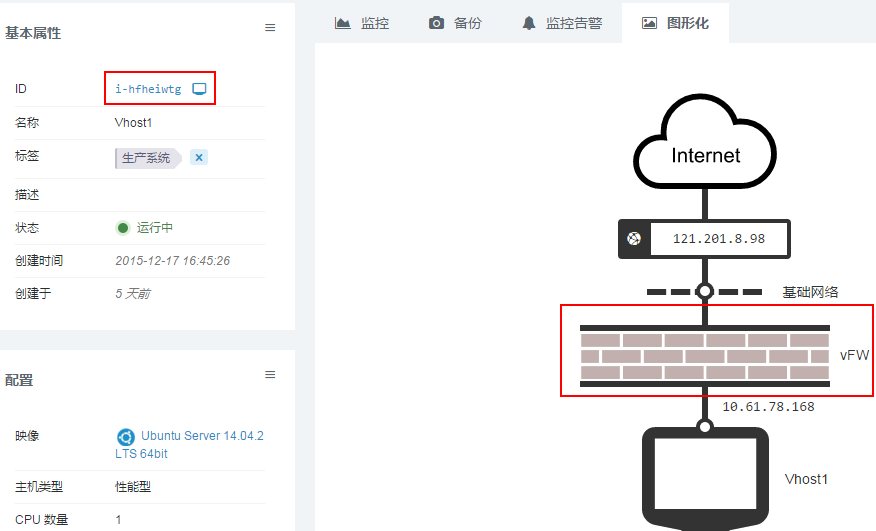 基本属性
ID i-hfheiwtg
名称 Vhost1
标签 生产系统 ×
描述
状态 运行中
创建时间 2015-12-17 16:45:26
创建于 5 天前
配置
映像 Ubuntu Server 14.04.2
LTS 64bit
主机类型 性能型
CPU 数量 1
监控 备份 监控告警 图形化
Internet
121.201.8.98
基础网络
vFW
10.61.78.168
Vhost1